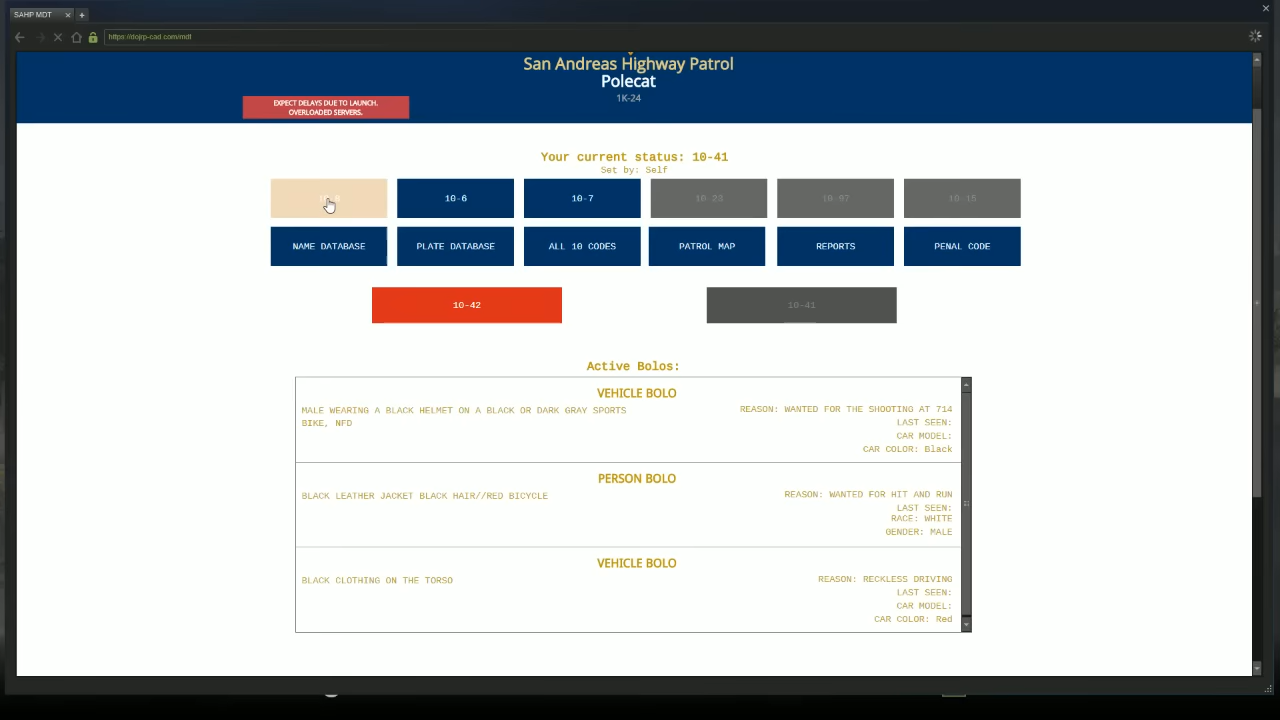 SAHP MDT
https://dojrp-cad.com/mdt
San Andreas Highway Patrol
Polecat
1K-24
EXPECT DELAYS DUE TO LAUNCH.
OVERLOADED SERVERS.
Your current status: 10-41
Set by: Self
10-6
10-7
10-23
10-97
10-15
NAME DATABASE
PLATE DATABASE
ALL 10 CODES
PATROL MAP
REPORTS
PENAL CODE
10-42
10-41
Active Bolos:
VEHICLE BOLO
MALE WEARING A BLACK HELMET ON A BLACK OR DARK GRAY SPORTS
BIKE, NFD
REASON: WANTED FOR THE SHOOTING AT 714
LAST SEEN:
CAR MODEL:
CAR COLOR: Black
PERSON BOLO
BLACK LEATHER JACKET BLACK HAIR//RED BICYCLE
REASON: WANTED FOR HIT AND RUN
LAST SEEN:
RACE: WHITE
GENDER: MALE
VEHICLE BOLO
BLACK CLOTHING ON THE TORSO
REASON: RECKLESS DRIVING
LAST SEEN:
CAR MODEL:
CAR COLOR: Red